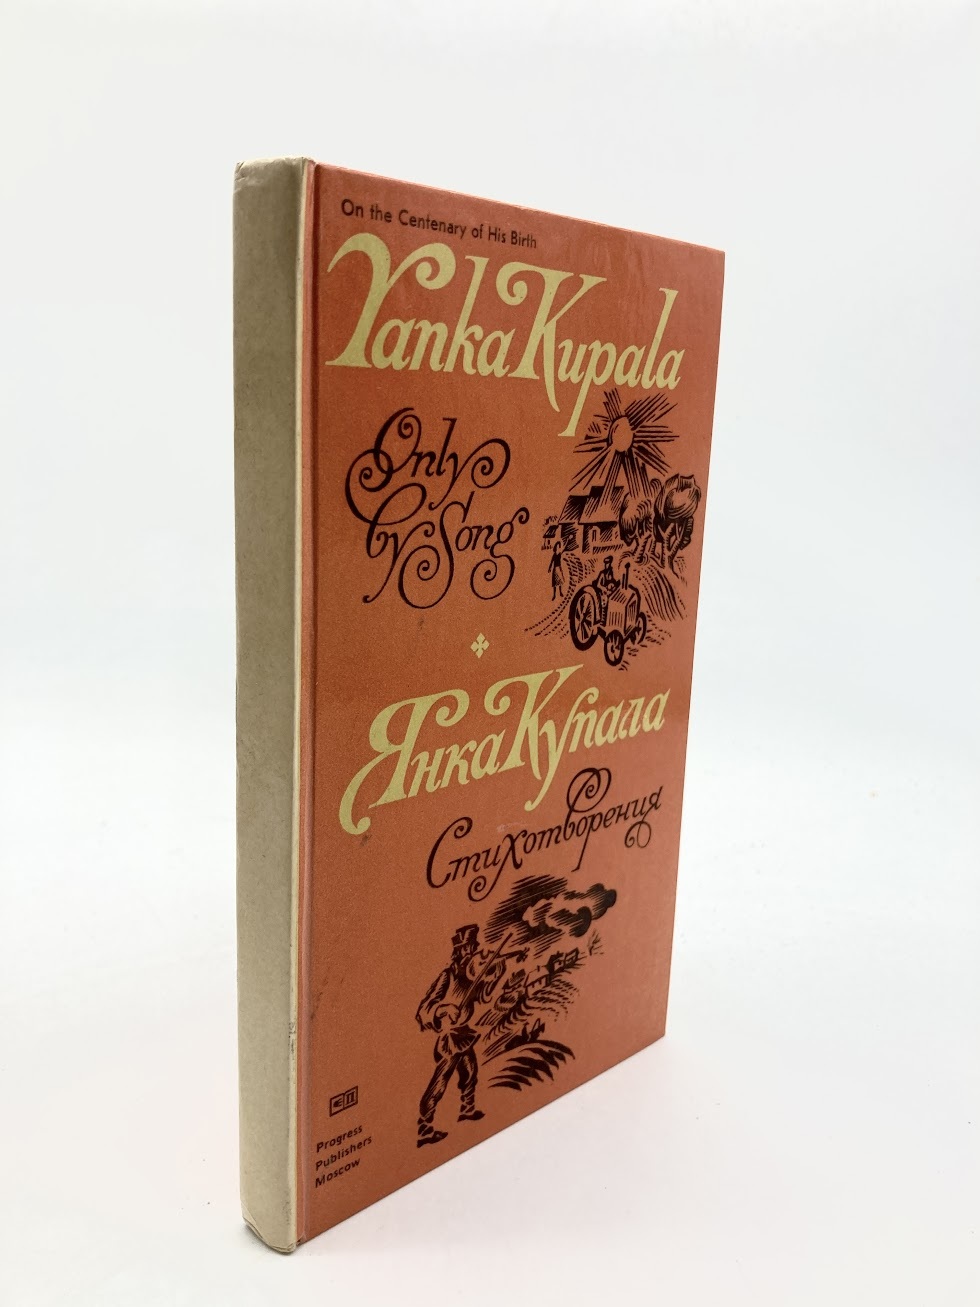 On the Centenary of His Birth
Yanka Kupala
Only
by Song
Янка Купала
Стихотворения
Progress
Publishers
Moscow